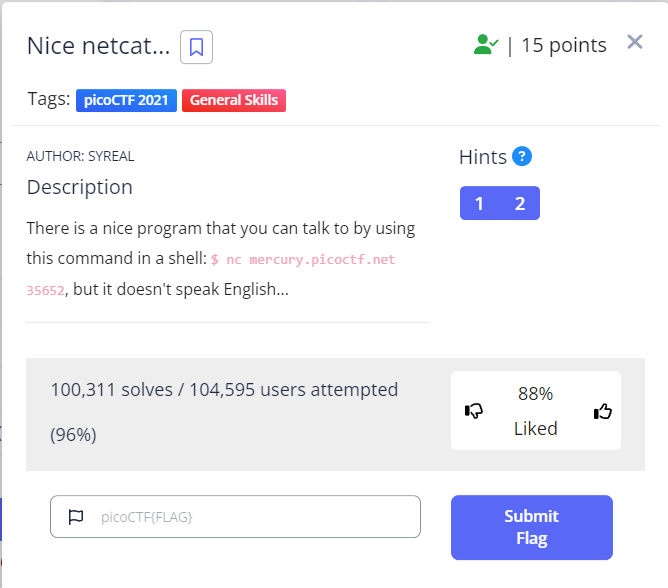 Nice netcat...
| 15 points
Tags: picoCTF 2021 General Skills
AUTHOR: SYREAL
Hints ?
Description
1 2
There is a nice program that you can talk to by using
this command in a shell: $ nc mercury.picoctf.net
35652, but it doesn't speak English...
100,311 solves / 104,595 users attempted
(96%)
88%
Liked
picoCTF{FLAG}
Submit
Flag